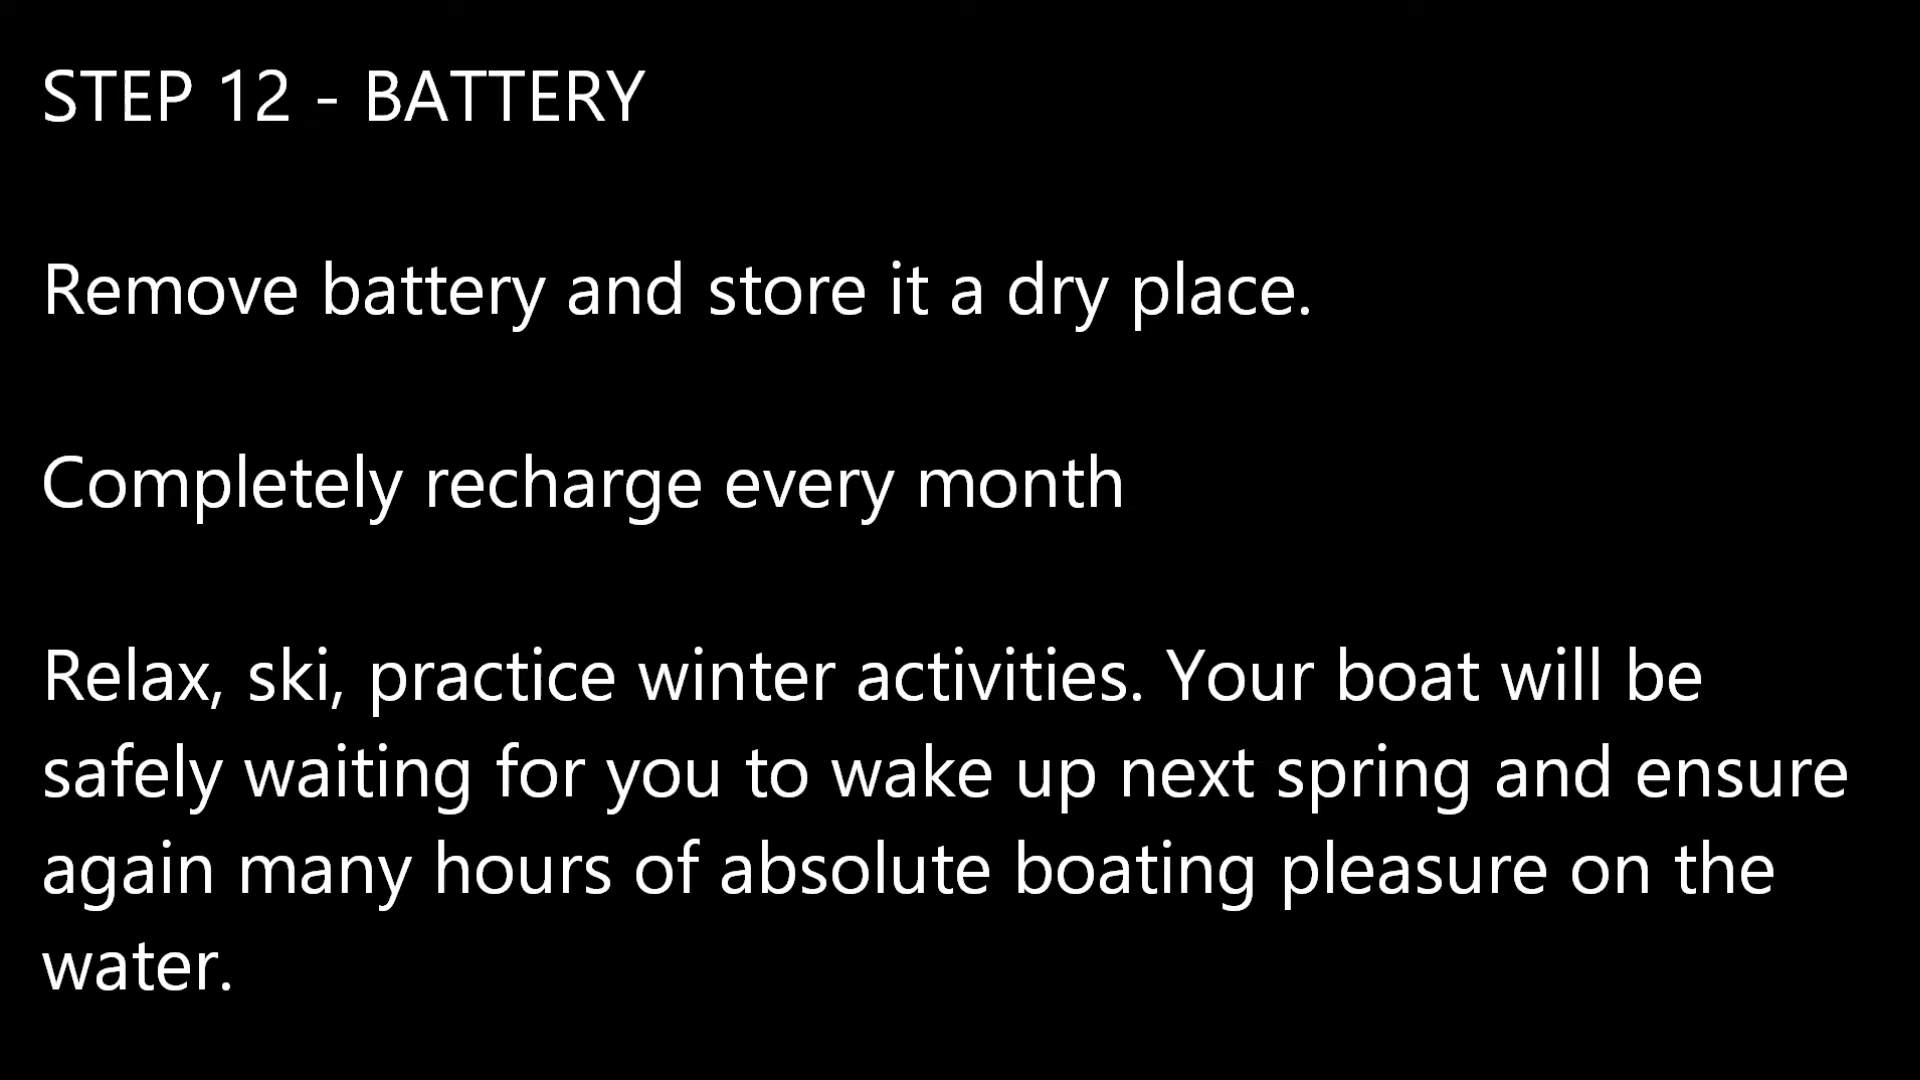 STEP 12 - BATTERY
Remove battery and store it a dry place.
Completely recharge every month
Relax, ski, practice winter activities. Your boat will be
safely waiting for you to wake up next spring and ensure
again many hours of absolute boating pleasure on the
water.